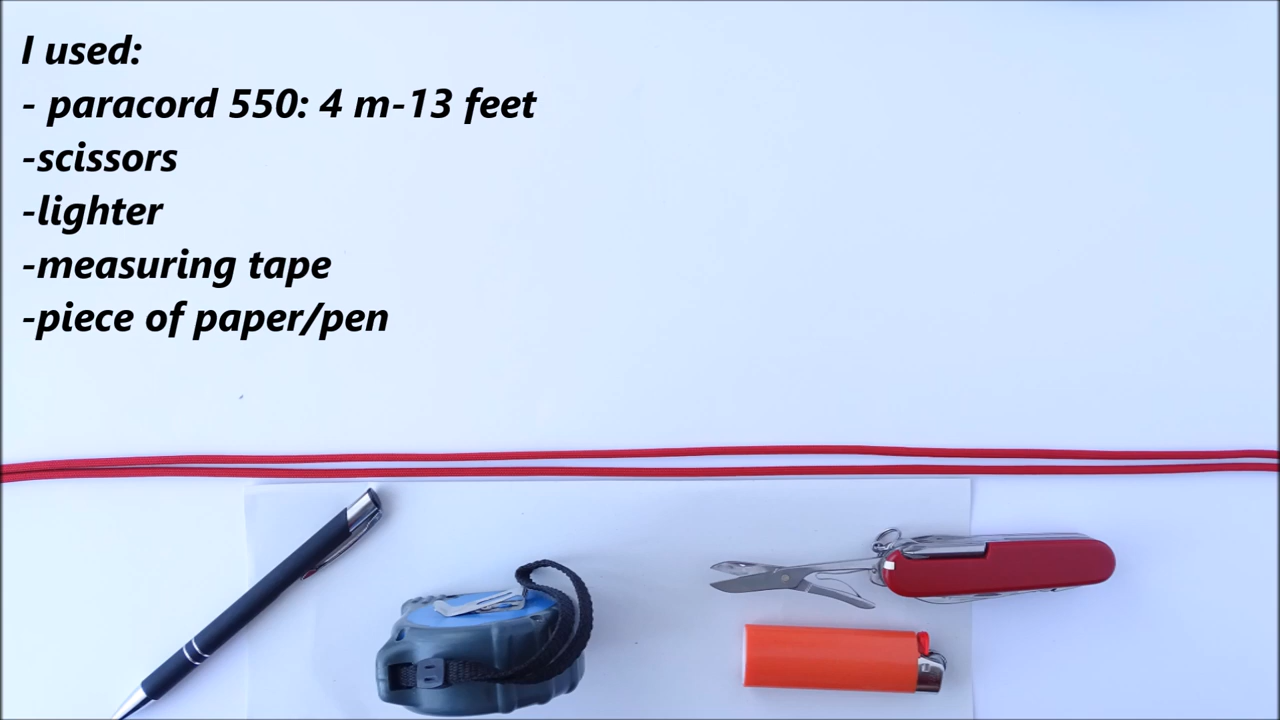 I used:
- paracord 550: 4 m-13 feet
-scissors
-lighter
-measuring tape
-piece of paper/pen